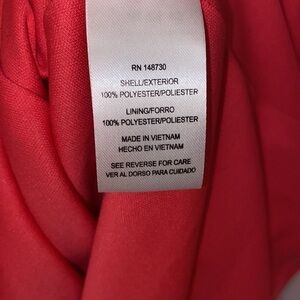 RN 148730
SHELL/EXTERIOR
100% POLYESTER/POLIESTER
LINING/FORRO
100% POLYESTER/POLIESTER
MADE IN VIETNAM
HECHO EN VIETNAM
SEE REVERSE FOR CARE
VER AL DORSO PARA CUIDADO